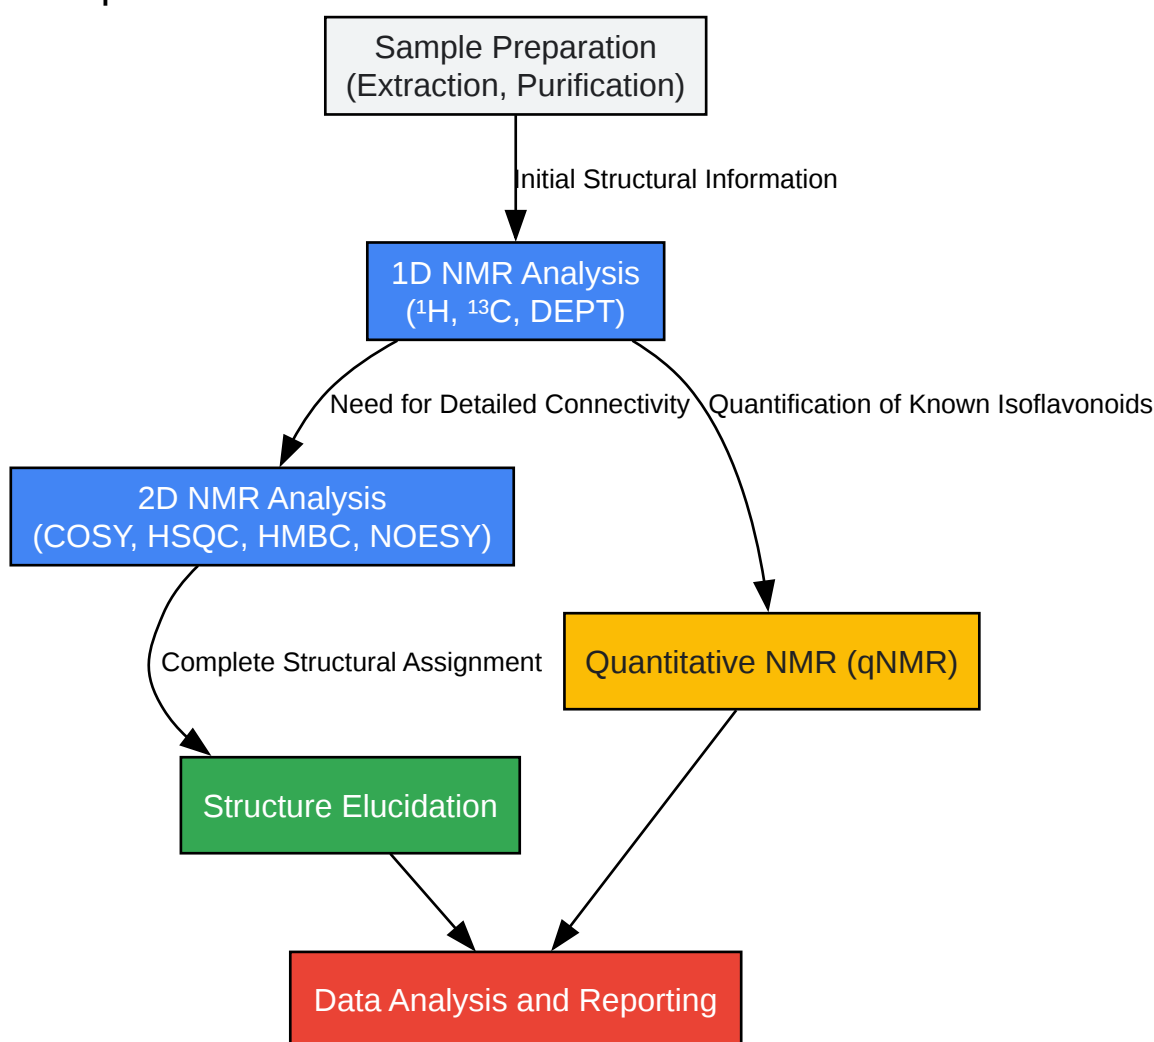 Sample Preparation
(Extraction, Purification)
Initial Structural Information
1D NMR Analysis
(¹H, ¹³C, DEPT)
Need for Detailed Connectivity
Quantification of Known Isoflavonoids
2D NMR Analysis
(COSY, HSQC, HMBC, NOESY)
Complete Structural Assignment
Quantitative NMR (qNMR)
Structure Elucidation
Data Analysis and Reporting